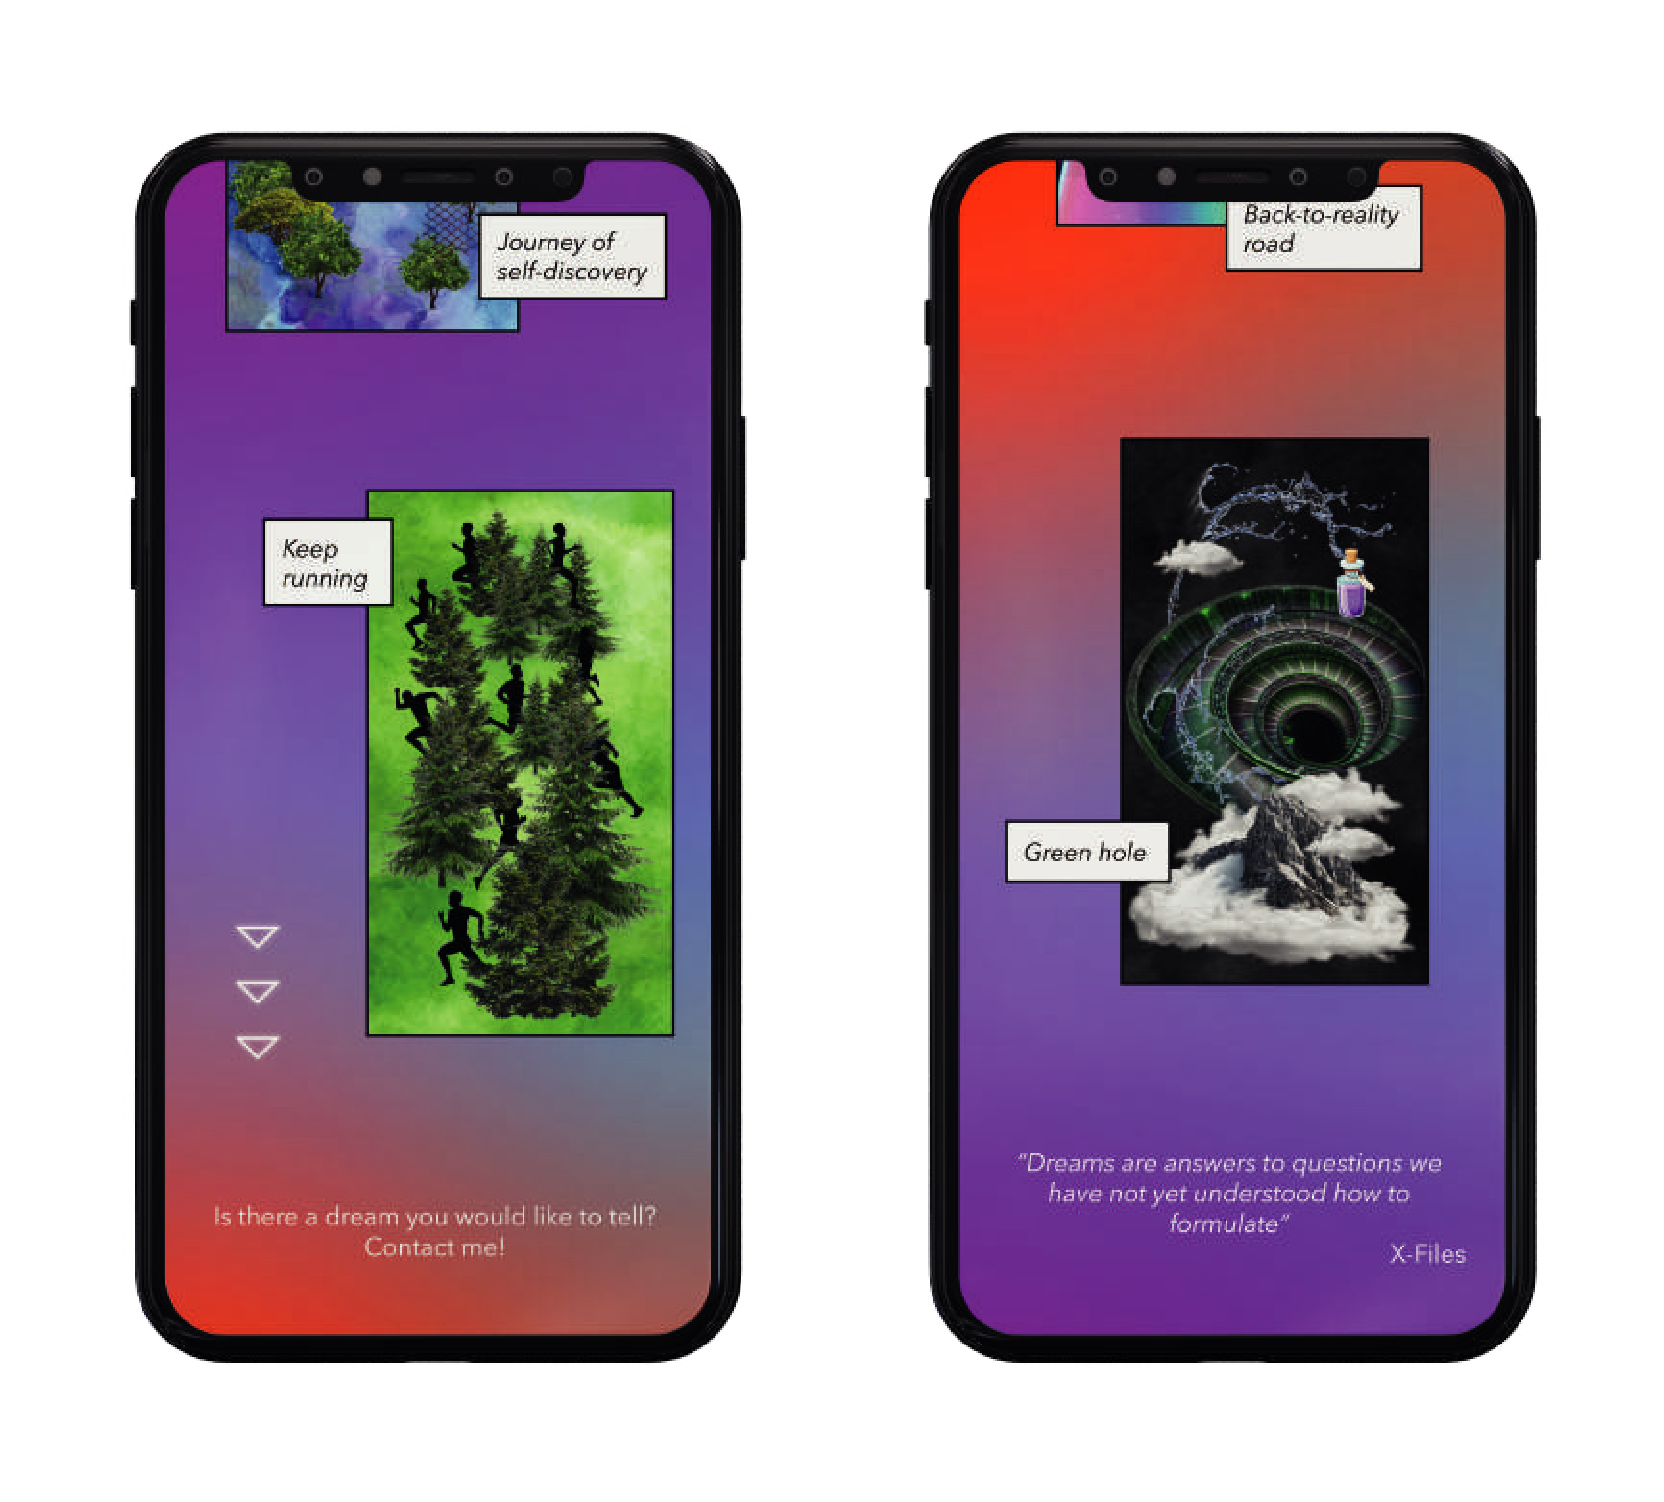 Journey of
self-discovery
Keep
running
Is there a dream you would like to tell?
Contact me!
Back-to-reality
road
Green hole
“Dreams are answers to questions we
have not yet understood how to
formulate”
X-Files